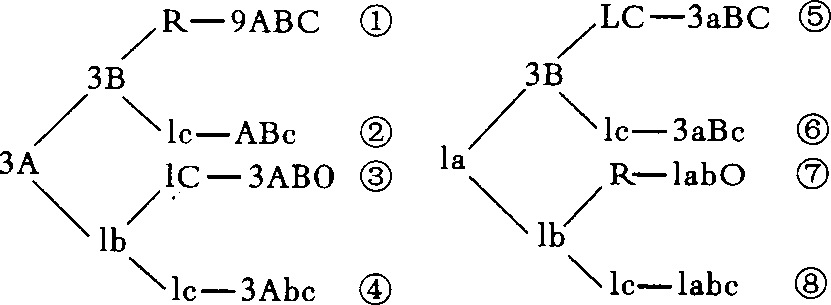 R—9ABC ①
3B
lc—ABc ②
3A
lC—3ABO ③
lb
lc—3Abc ④
LC—3aBC ⑤
3B
lc—3aBc ⑥
la
R—labO ⑦
lb
lc—labc ⑧